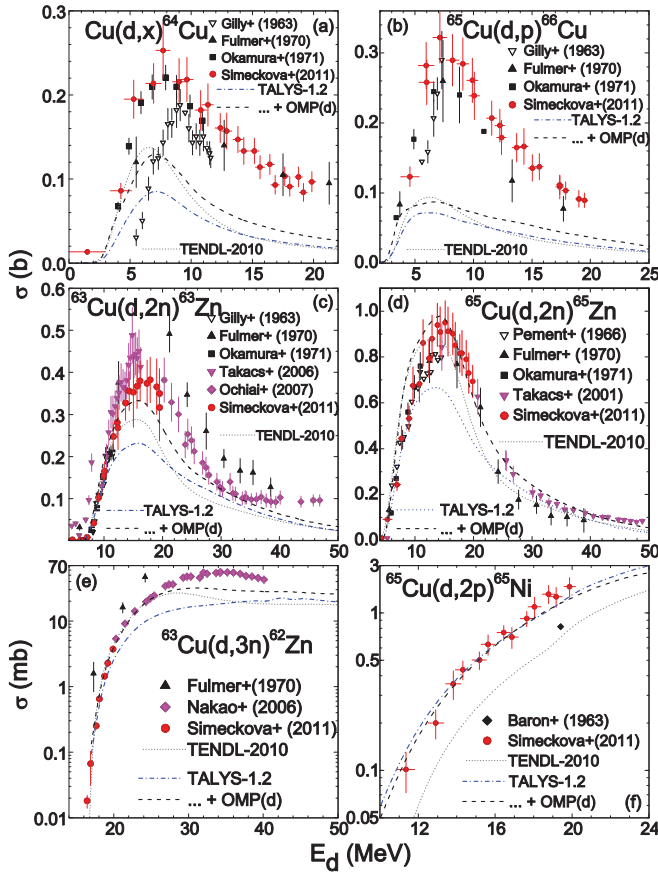 Cu(d,x)⁶⁴Cu (a)
Gilly+ (1963)
Fulmer+ (1970)
Okamura+ (1971)
Simeckova+(2011)
TALYS-1.2
... + OMP(d)
TENDL-2010
0.3
0.2
0.1
0 5 10 15 20
(b) ⁶⁵Cu(d,p)⁶⁶Cu
Gilly+ (1963)
Fulmer+ (1970)
Okamura+ (1971)
Simeckova+(2011)
TALYS-1.2
... + OMP(d)
TENDL-2010
0.3
0.2
0.1
0.0
5 10 15 20 25
σ (b)
⁶³Cu(d,2n)⁶³Zn (c)
Gilly+ (1963)
Fulmer+ (1970)
Okamura+ (1971)
Takacs+ (2006)
Ochiai+ (2007)
Simeckova+(2011)
TENDL-2010
TALYS-1.2
... + OMP(d)
0.6
0.5
0.4
0.3
0.2
0.1
10 20 30 40 50
(d) ⁶⁵Cu(d,2n)⁶⁵Zn
Pement+ (1966)
Fulmer+ (1970)
Okamura+ (1971)
Takacs+ (2001)
Simeckova+(2011)
TENDL-2010
TALYS-1.2
... + OMP(d)
1.0
0.8
0.6
0.4
0.2
0.0
10 20 30 40 50
σ (mb)
(e)
⁶³Cu(d,3n)⁶²Zn
Fulmer+(1970)
Nakao+ (2006)
Simeckova+ (2011)
TENDL-2010
TALYS-1.2
... + OMP(d)
70
10
1
0.1
0.01
20 30 40 50
⁶⁵Cu(d,2p)⁶⁵Ni
Baron+ (1963)
Simeckova+(2011)
TENDL-2010
TALYS-1.2
... + OMP(d) (f)
3
1
0.5
0.1
0.05
12 14 16 18 20 22 24
E_d (MeV)